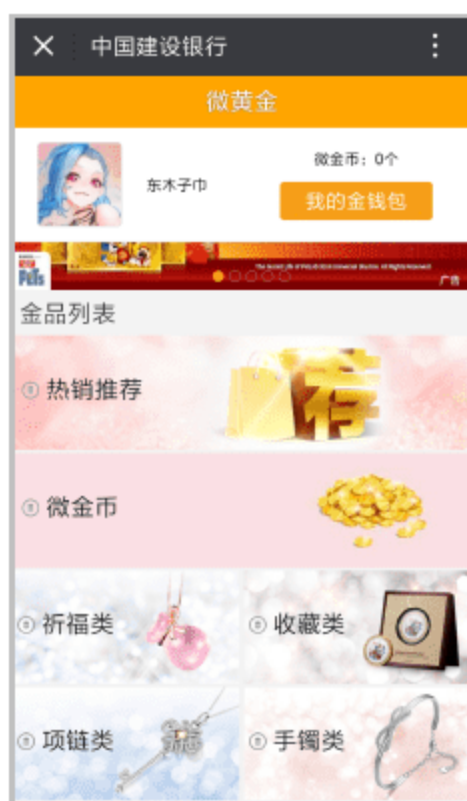 中国建设银行
微黄金
东木子巾
微金币：0个
我的金钱包
PETS
广告
金品列表
热销推荐
荐
微金币
祈福类
收藏类
项链类
手镯类